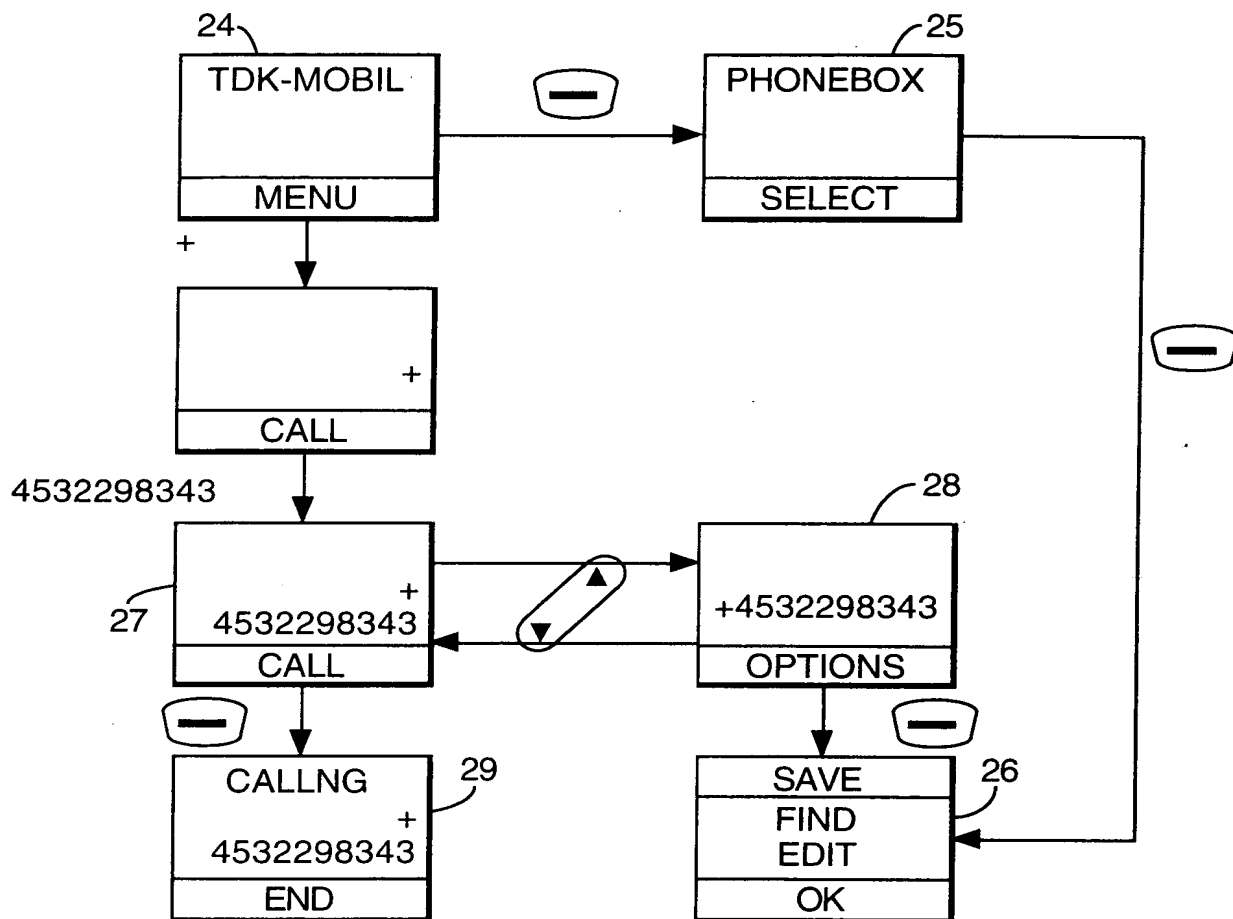 24
25
TDK-MOBIL
PHONEBOX
MENU
SELECT
+
+
CALL
4532298343
28
27
+
4532298343
+4532298343
CALL
OPTIONS
29
26
CALLNG
SAVE
+
FIND
4532298343
EDIT
END
OK